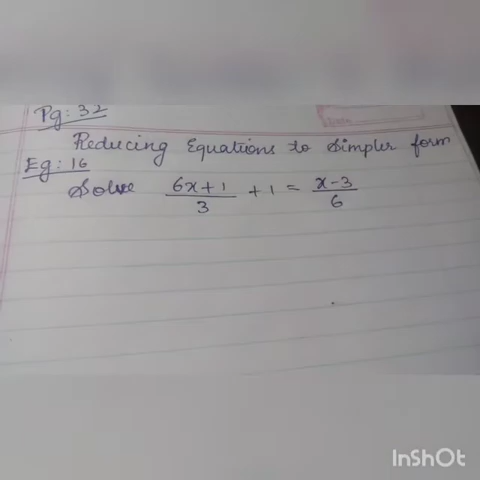 Pg: 32
Reducing Equations to Simpler form
Eg: 16
Solve (6x+1)/3 + 1 = (x-3)/6
InShOt